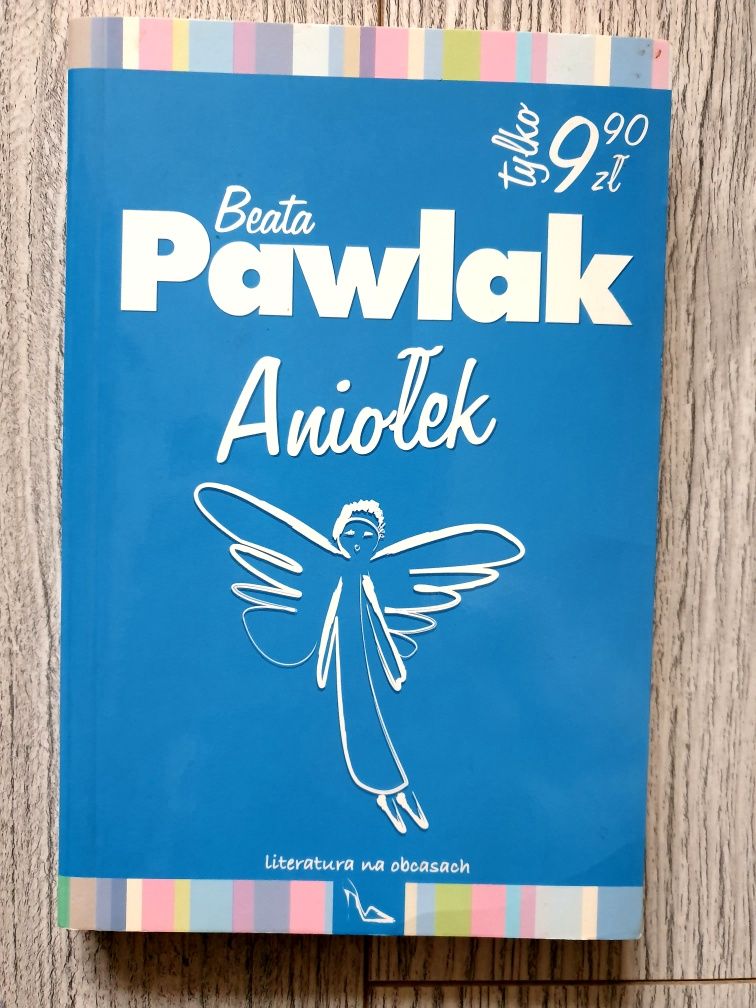 tylko 9 90 zł
Beata
Pawlak
Aniołek
literatura na obcasach